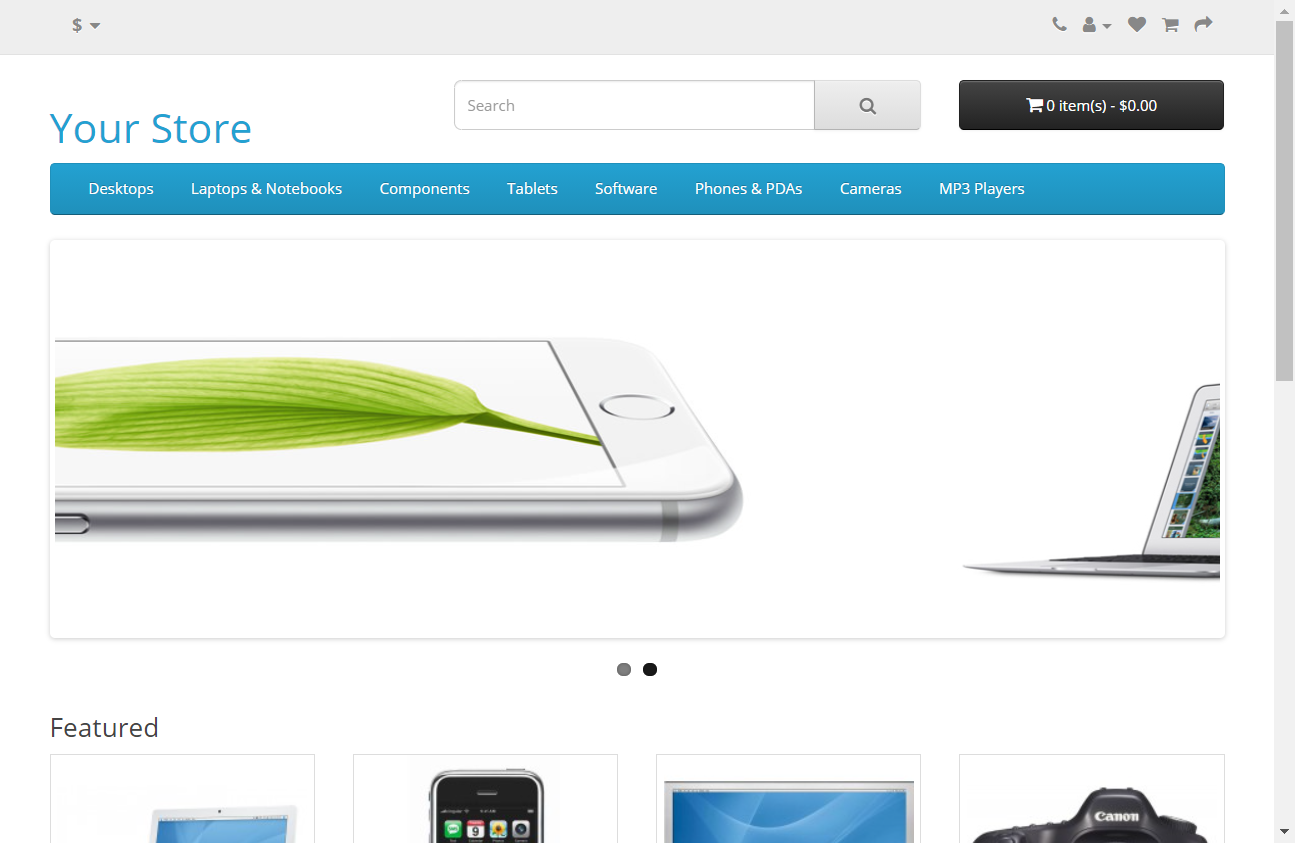 $
Search
0 item(s) - $0.00
Your Store
Desktops Laptops & Notebooks Components Tablets Software Phones & PDAs Cameras MP3 Players
Featured
9
Canon